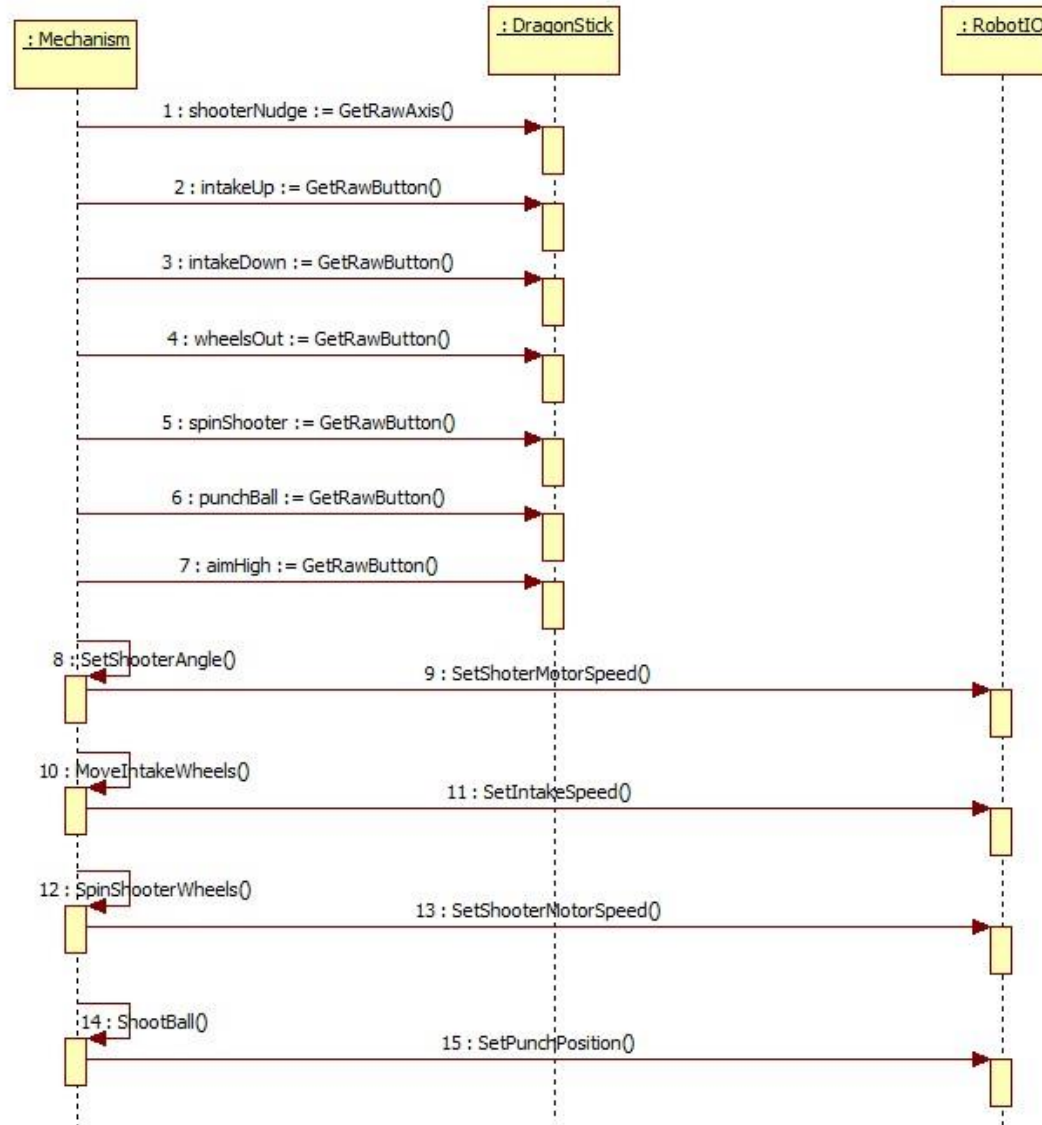 : Mechanism
: DragonStick
: RobotIO
1 : shooterNudge := GetRawAxis()
2 : intakeUp := GetRawButton()
3 : intakeDown := GetRawButton()
4 : wheelsOut := GetRawButton()
5 : spinShooter := GetRawButton()
6 : punchBall := GetRawButton()
7 : aimHigh := GetRawButton()
8 : SetShooterAngle()
9 : SetShoterMotorSpeed()
10 : MoveIntakeWheels()
11 : SetIntakeSpeed()
12 : SpinShooterWheels()
13 : SetShooterMotorSpeed()
14 : ShootBall()
15 : SetPunchPosition()